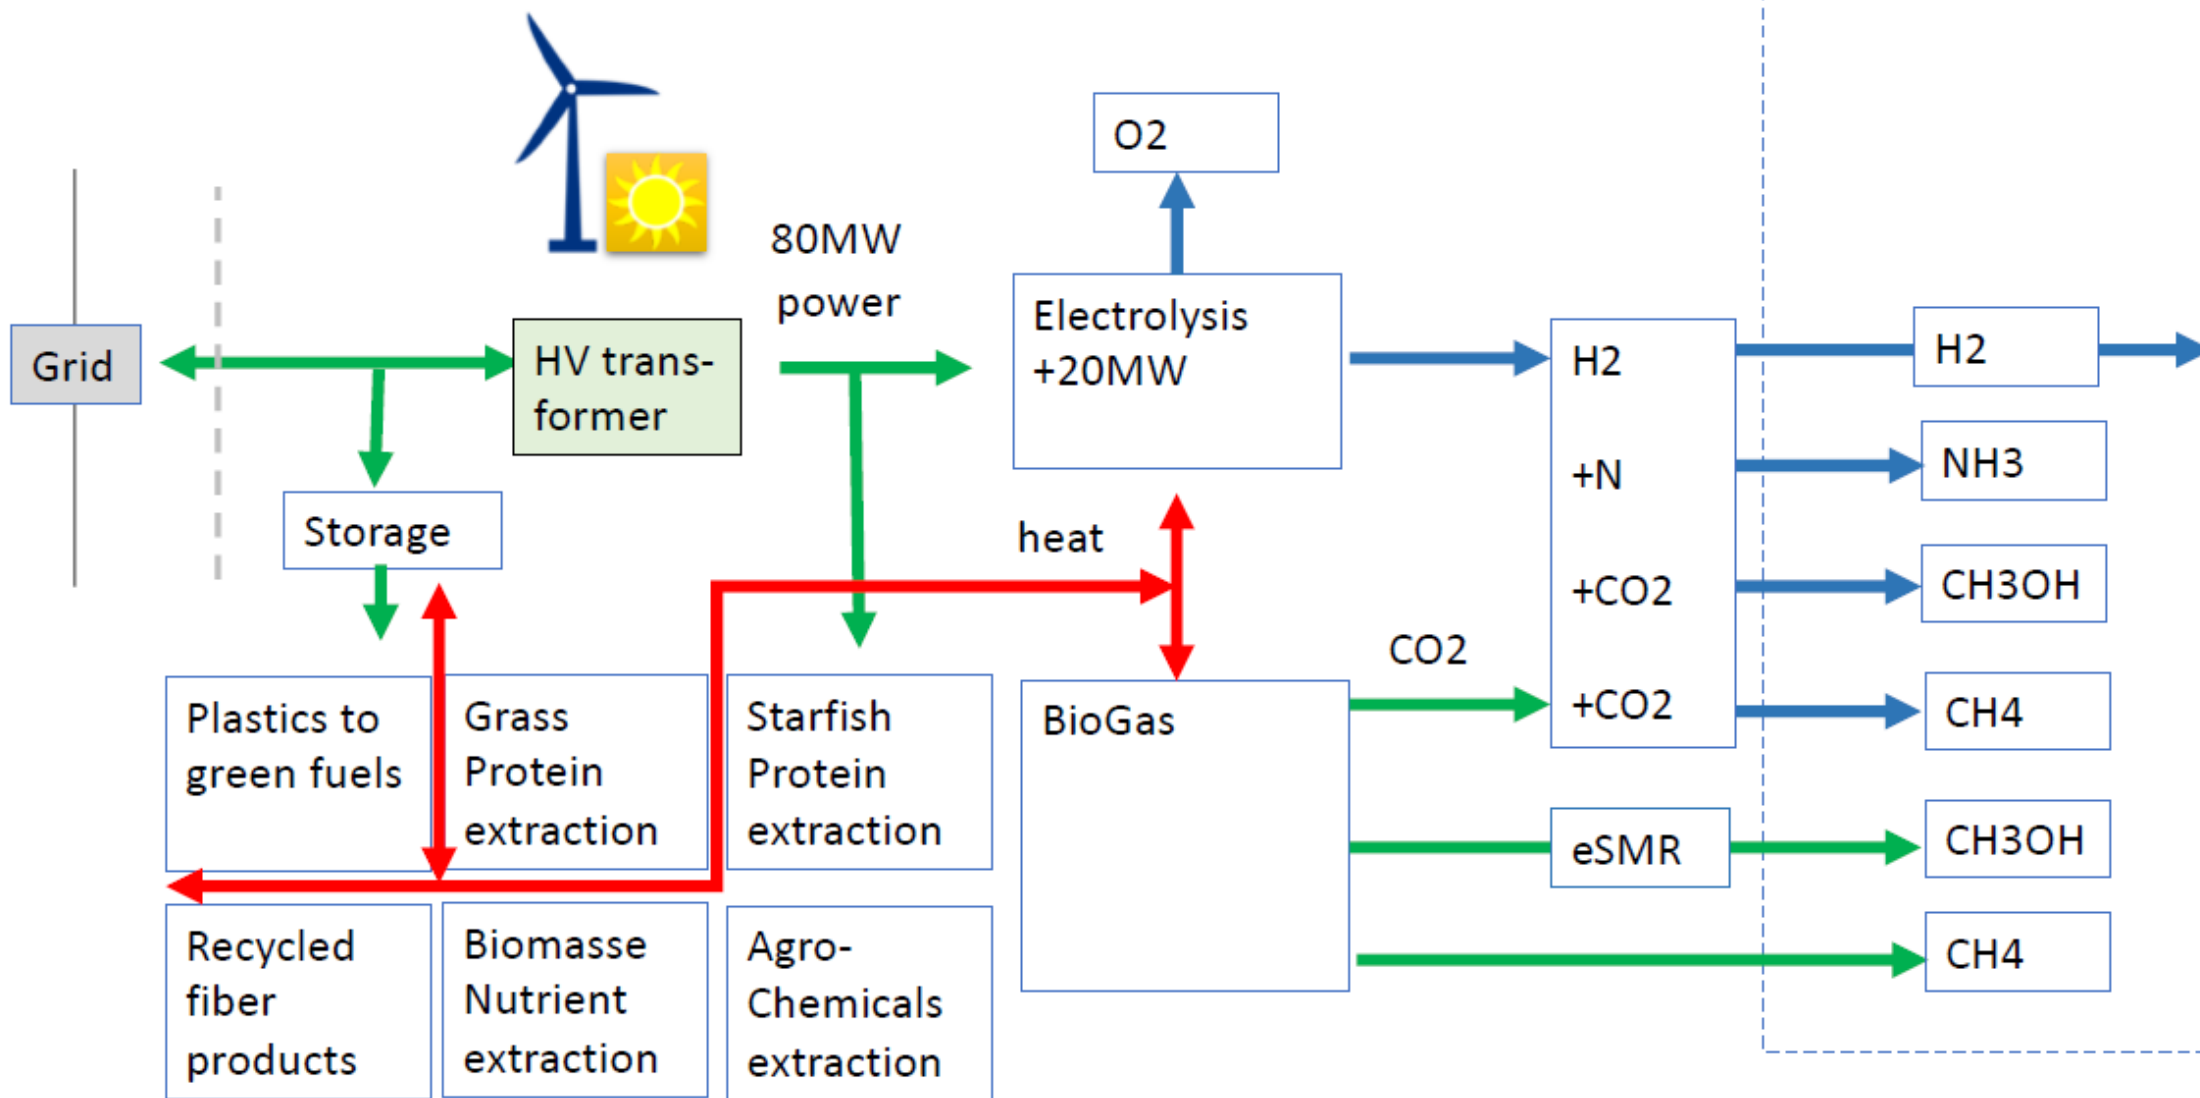 O2
80MW
power
Grid
HV trans-
former
Electrolysis
+20MW
H2
+N
+CO2
+CO2
H2
NH3
CH3OH
CH4
Storage
heat
CO2
Plastics to
green fuels
Grass
Protein
extraction
Starfish
Protein
extraction
BioGas
eSMR
CH3OH
CH4
Recycled
fiber
products
Biomasse
Nutrient
extraction
Agro-
Chemicals
extraction